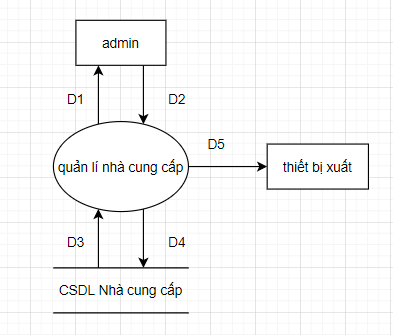 admin
D1
D2
D5
quản lí nhà cung cấp
thiết bị xuất
D3
D4
CSDL Nhà cung cấp